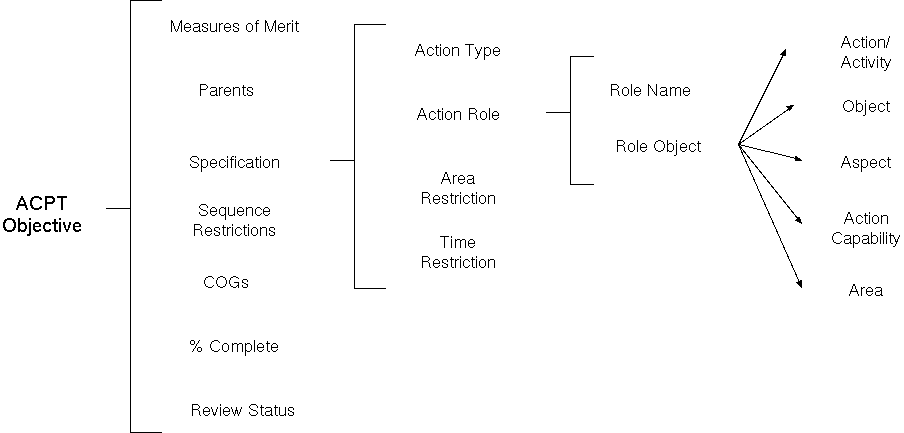 ACPT
Objective
Measures of Merit
Parents
Specification
Sequence
Restrictions
COGs
% Complete
Review Status
Action Type
Action Role
Area
Restriction
Time
Restriction
Role Name
Role Object
Action/
Activity
Object
Aspect
Action
Capability
Area